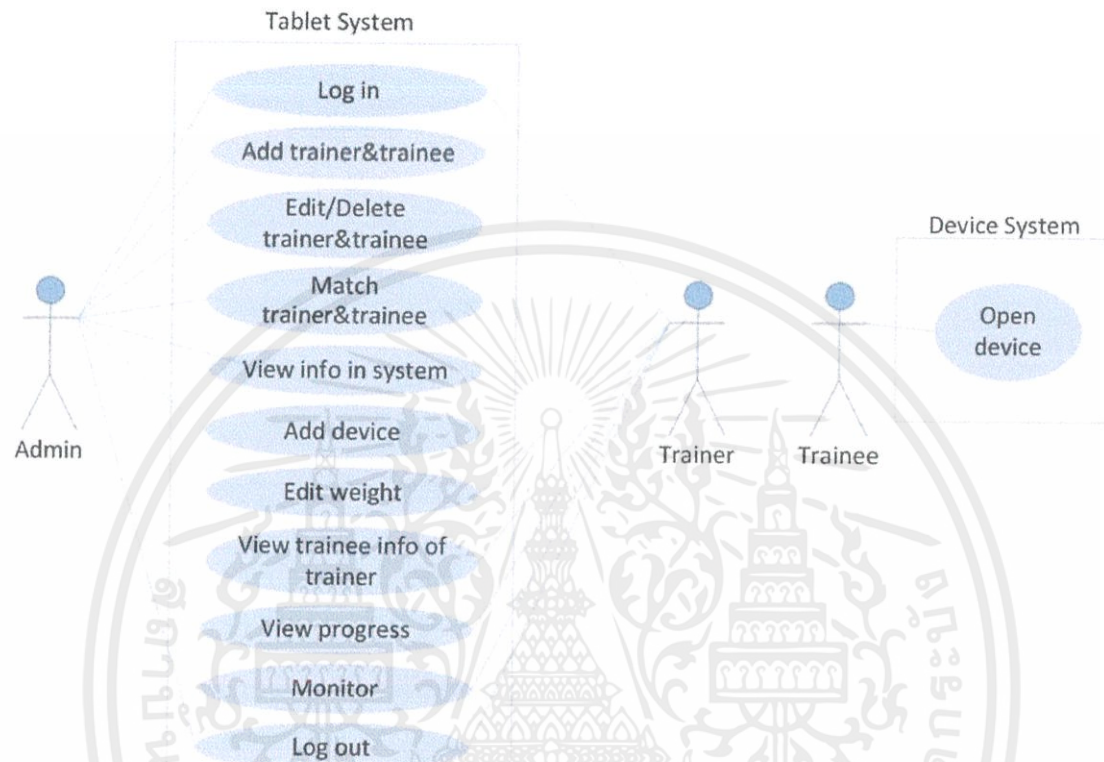 Tablet System
Log in
Add trainer&trainee
Edit/Delete
trainer&trainee
Match
trainer&trainee
View info in system
Add device
Edit weight
View trainee info of
trainer
View progress
Monitor
Log out
Admin
Trainer
Trainee
Device System
Open
device